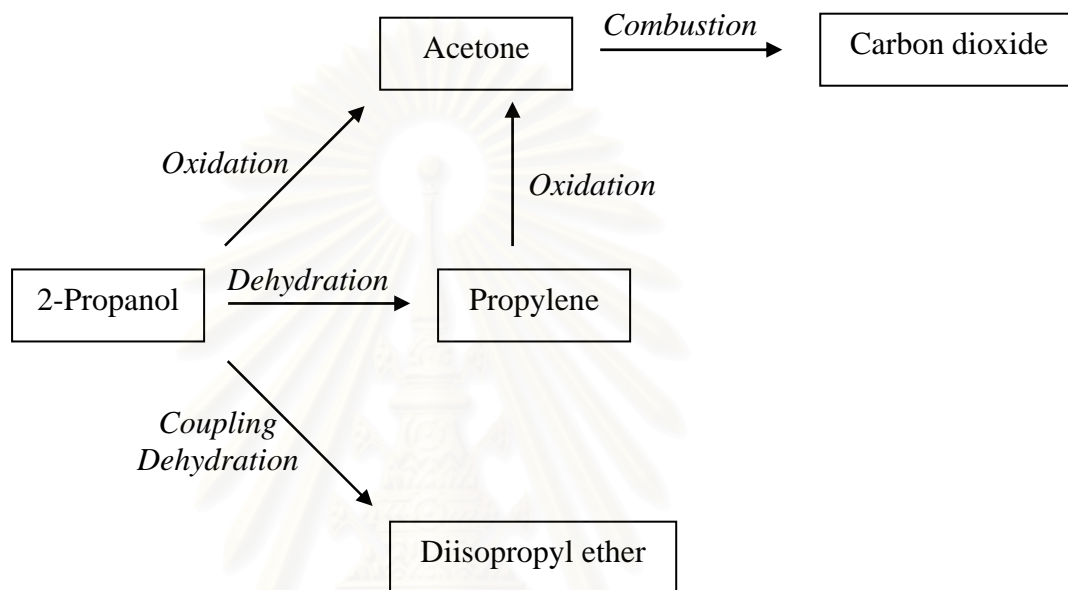 Acetone
Combustion
Carbon dioxide
Oxidation
Oxidation
2-Propanol
Dehydration
Propylene
Coupling
Dehydration
Diisopropyl ether